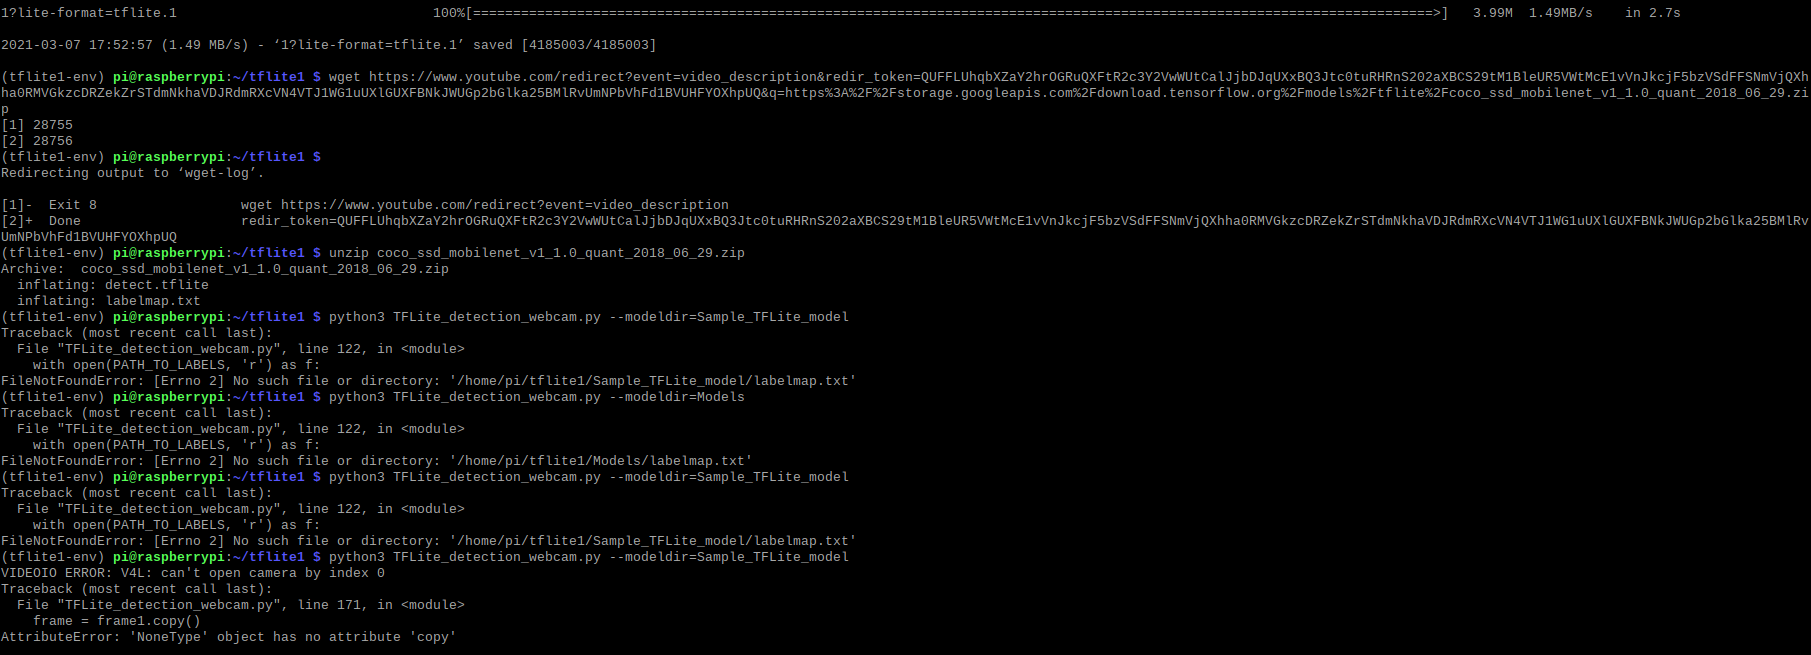 1?lite-format=tflite.1                                100%[========================================================================================================================>]   3.99M  1.49MB/s    in 2.7s

2021-03-07 17:52:57 (1.49 MB/s) - ‘1?lite-format=tflite.1’ saved [4185003/4185003]

(tflite1-env) pi@raspberrypi:~/tflite1 $ wget https://www.youtube.com/redirect?event=video_description&redir_token=QUFFLUhqbXZaY2hrOGRuQXFtR2c3Y2VwWUtCalJjbDJqUXxBQ3Jtc0tuRHRnS202aXBCS29tM1BleUR5VWtMcE1vVnJkcjF5bzVSdFFSNmVjQXh
ha0RMVGkzcDRZekZrSTdmNkhaVDJRdmRXcVN4VTJ1WG1uUXlGUXFBNkJWUGp2bGlka25BMlRvUmNPbVhFd1BVUHFYOXhpUQ&q=https%3A%2F%2Fstorage.googleapis.com%2Fdownload.tensorflow.org%2Fmodels%2Ftflite%2Fcoco_ssd_mobilenet_v1_1.0_quant_2018_06_29.zi
p
[1] 28755
[2] 28756
(tflite1-env) pi@raspberrypi:~/tflite1 $
Redirecting output to ‘wget-log’.

[1]-  Exit 8                  wget https://www.youtube.com/redirect?event=video_description
[2]+  Done                    redir_token=QUFFLUhqbXZaY2hrOGRuQXFtR2c3Y2VwWUtCalJjbDJqUXxBQ3Jtc0tuRHRnS202aXBCS29tM1BleUR5VWtMcE1vVnJkcjF5bzVSdFFSNmVjQXhha0RMVGkzcDRZekZrSTdmNkhaVDJRdmRXcVN4VTJ1WG1uUXlGUXFBNkJWUGp2bGlka25BMlRv
UmNPbVhFd1BVUHFYOXhpUQ
(tflite1-env) pi@raspberrypi:~/tflite1 $ unzip coco_ssd_mobilenet_v1_1.0_quant_2018_06_29.zip
Archive:  coco_ssd_mobilenet_v1_1.0_quant_2018_06_29.zip
  inflating: detect.tflite
  inflating: labelmap.txt
(tflite1-env) pi@raspberrypi:~/tflite1 $ python3 TFLite_detection_webcam.py --modeldir=Sample_TFLite_model
Traceback (most recent call last):
  File "TFLite_detection_webcam.py", line 122, in <module>
    with open(PATH_TO_LABELS, 'r') as f:
FileNotFoundError: [Errno 2] No such file or directory: '/home/pi/tflite1/Sample_TFLite_model/labelmap.txt'
(tflite1-env) pi@raspberrypi:~/tflite1 $ python3 TFLite_detection_webcam.py --modeldir=Models
Traceback (most recent call last):
  File "TFLite_detection_webcam.py", line 122, in <module>
    with open(PATH_TO_LABELS, 'r') as f:
FileNotFoundError: [Errno 2] No such file or directory: '/home/pi/tflite1/Models/labelmap.txt'
(tflite1-env) pi@raspberrypi:~/tflite1 $ python3 TFLite_detection_webcam.py --modeldir=Sample_TFLite_model
Traceback (most recent call last):
  File "TFLite_detection_webcam.py", line 122, in <module>
    with open(PATH_TO_LABELS, 'r') as f:
FileNotFoundError: [Errno 2] No such file or directory: '/home/pi/tflite1/Sample_TFLite_model/labelmap.txt'
(tflite1-env) pi@raspberrypi:~/tflite1 $ python3 TFLite_detection_webcam.py --modeldir=Sample_TFLite_model
VIDEOIO ERROR: V4L: can't open camera by index 0
Traceback (most recent call last):
  File "TFLite_detection_webcam.py", line 171, in <module>
    frame = frame1.copy()
AttributeError: 'NoneType' object has no attribute 'copy'